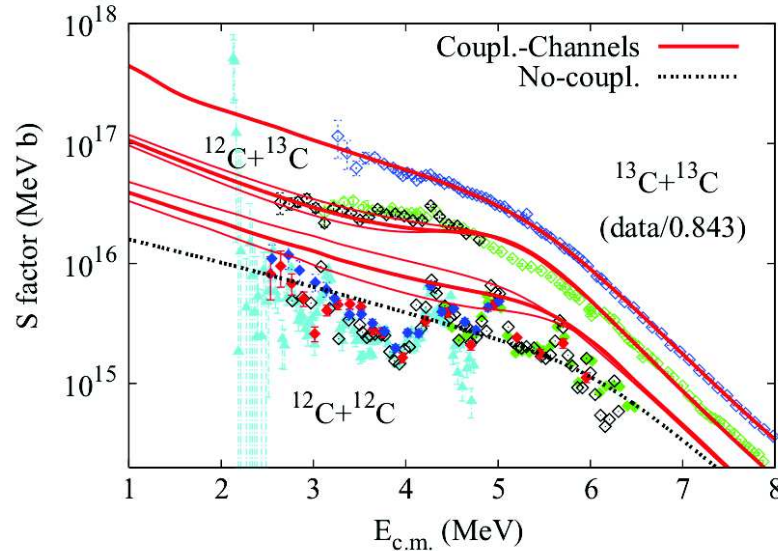 10^18
10^17
10^16
10^15
S factor (MeV b)
Coupl.-Channels
No-coupl.
^12C+^13C
^13C+^13C
(data/0.843)
^12C+^12C
1 2 3 4 5 6 7 8
E_c.m. (MeV)